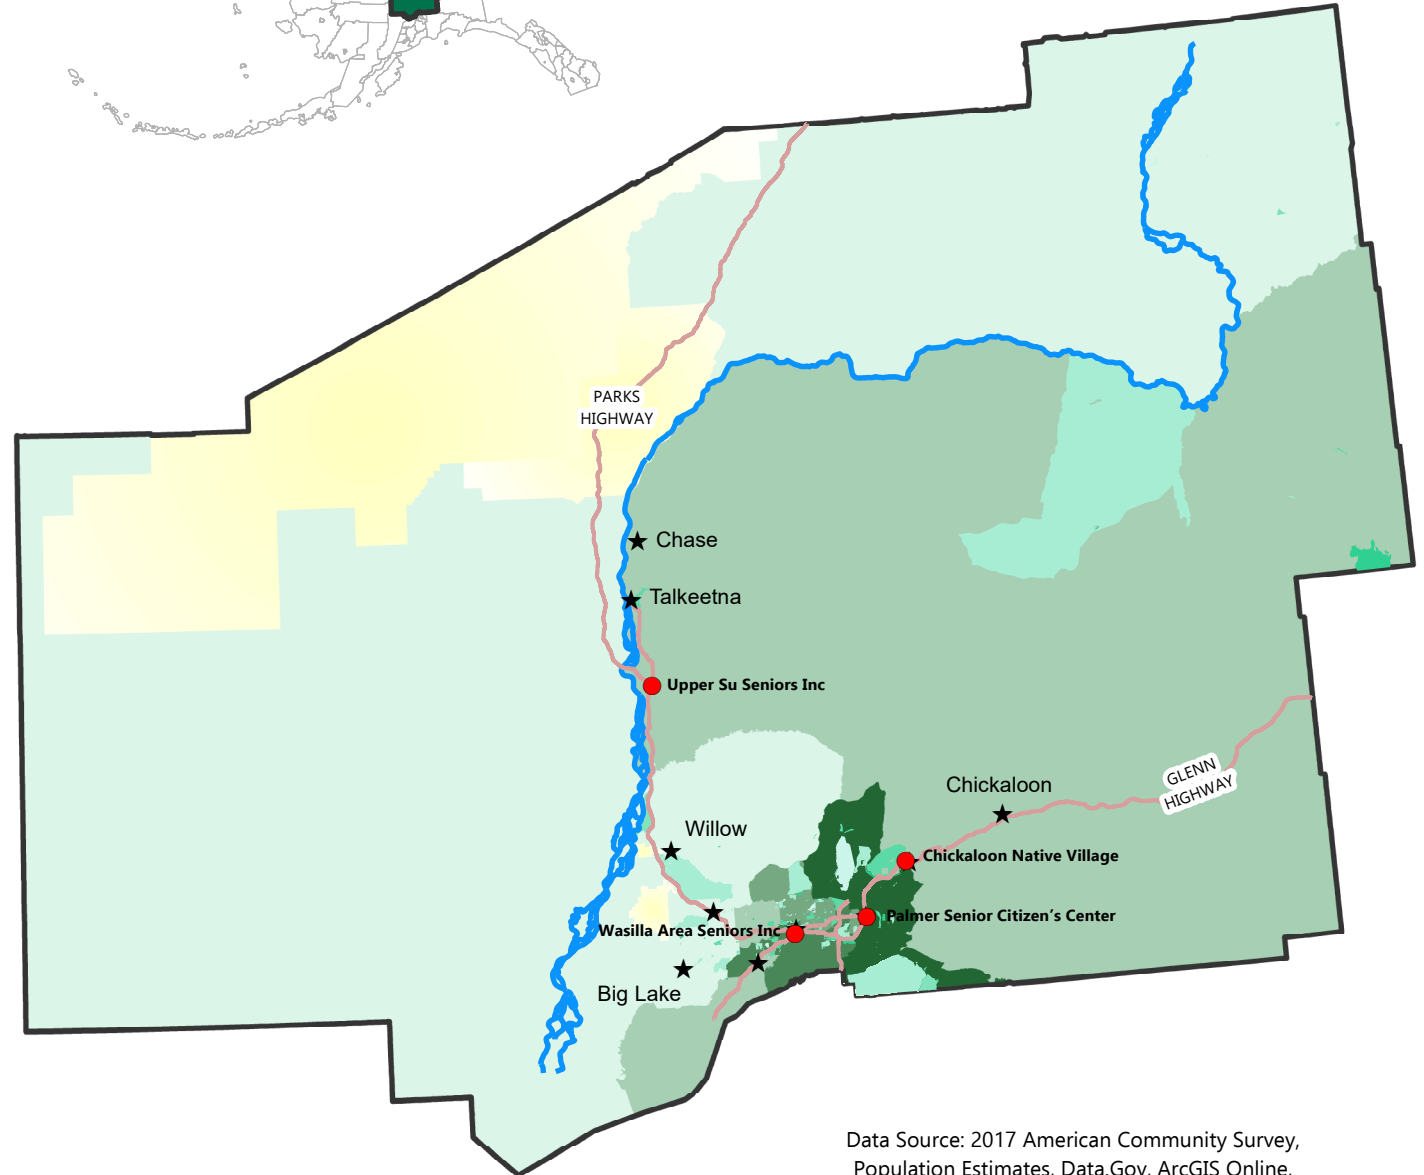 PARKS
HIGHWAY
Chase
Talkeetna
Upper Su Seniors Inc
GLENN
HIGHWAY
Chickaloon
Willow
Chickaloon Native Village
Palmer Senior Citizen's Center
Wasilla Area Seniors Inc
Big Lake
Data Source: 2017 American Community Survey,
Population Estimates, Data.Gov, ArcGIS Online,